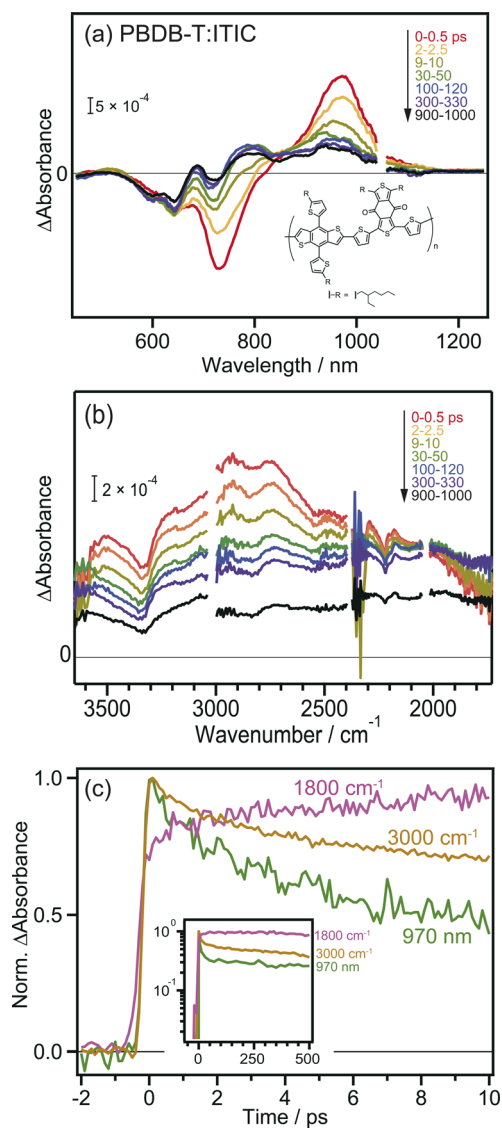 (a) PBDB-T:ITIC
0-0.5 ps
2-2.5
9-10
30-50
100-120
300-330
900-1000
5 × 10⁻⁴
0
ΔAbsorbance
R
R
R
R
S
S
S
S
S
S
S
S
O
O
n
–R =
600
800
1000
1200
Wavelength / nm
(b)
0-0.5 ps
2-2.5
9-10
30-50
100-120
300-330
900-1000
2 × 10⁻⁴
ΔAbsorbance
0
3500
3000
2500
2000
Wavenumber / cm⁻¹
(c)
1.0
0.5
0.0
Norm. ΔAbsorbance
1800 cm⁻¹
3000 cm⁻¹
970 nm
10⁰
10⁻¹
1800 cm⁻¹
3000 cm⁻¹
970 nm
0
250
500
-2
0
2
4
6
8
10
Time / ps